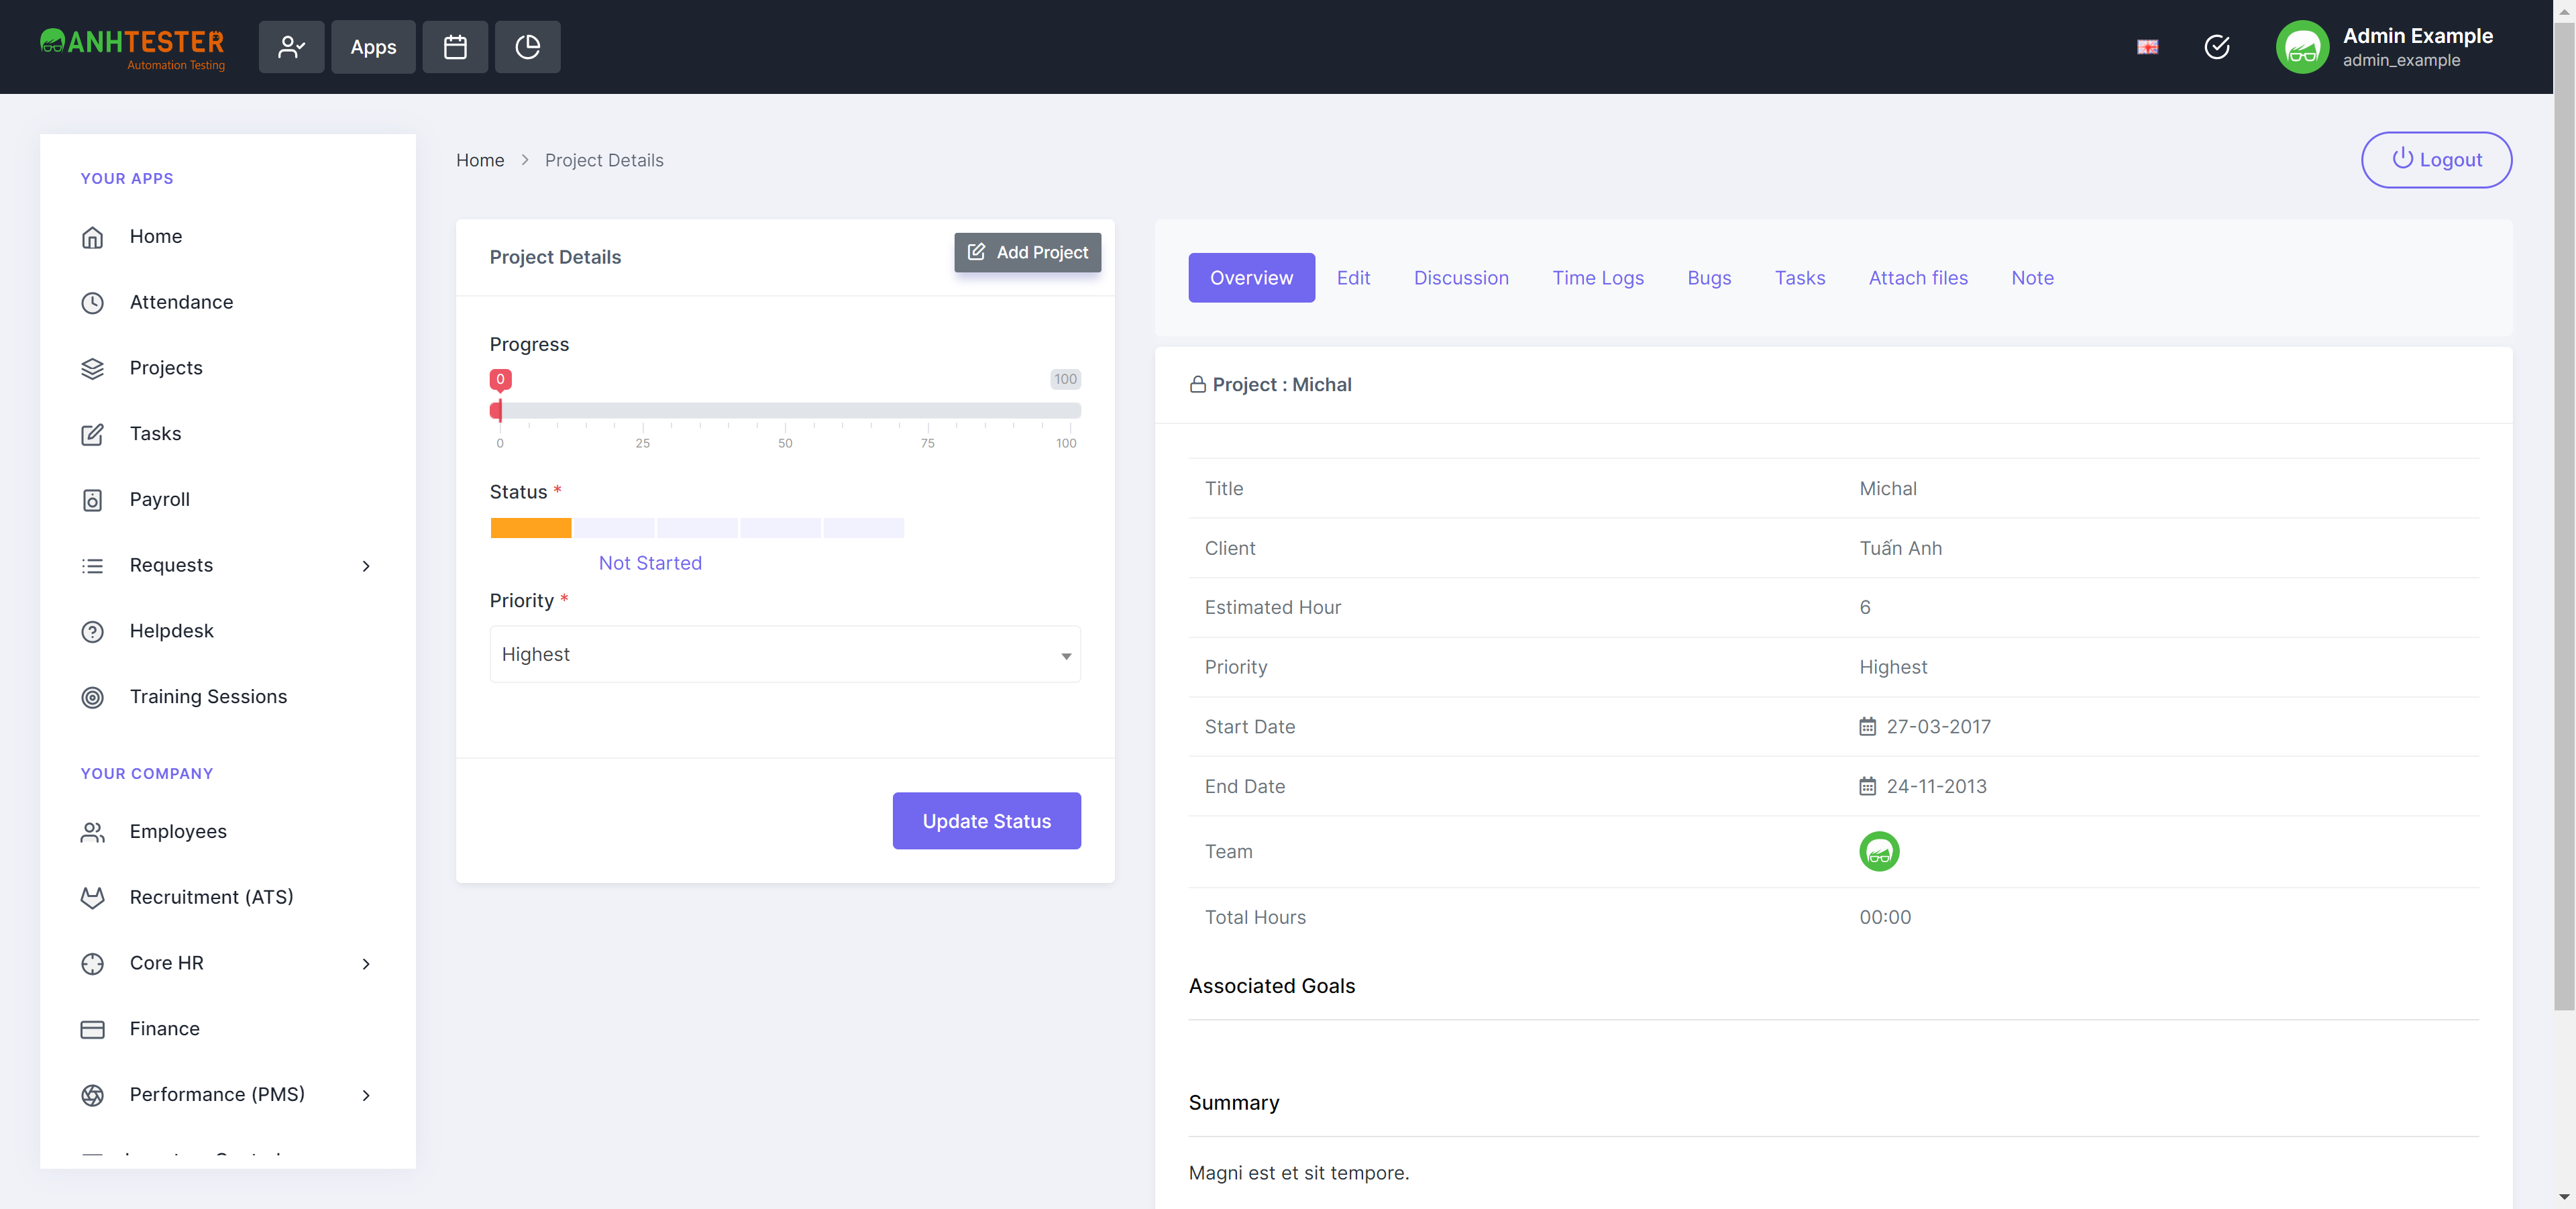 ANHTESTER
Automation Testing
Apps
Admin Example
admin_example
YOUR APPS
Home
Attendance
Projects
Tasks
Payroll
Requests
Helpdesk
Training Sessions
YOUR COMPANY
Employees
Recruitment (ATS)
Core HR
Finance
Performance (PMS)
Home > Project Details
Logout
Project Details
Add Project
Progress
0 100
0 25 50 75 100
Status *
Not Started
Priority *
Highest
Update Status
Overview Edit Discussion Time Logs Bugs Tasks Attach files Note
Project : Michal
Title Michal
Client Tuấn Anh
Estimated Hour 6
Priority Highest
Start Date 27-03-2017
End Date 24-11-2013
Team
Total Hours 00:00
Associated Goals
Summary
Magni est et sit tempore.